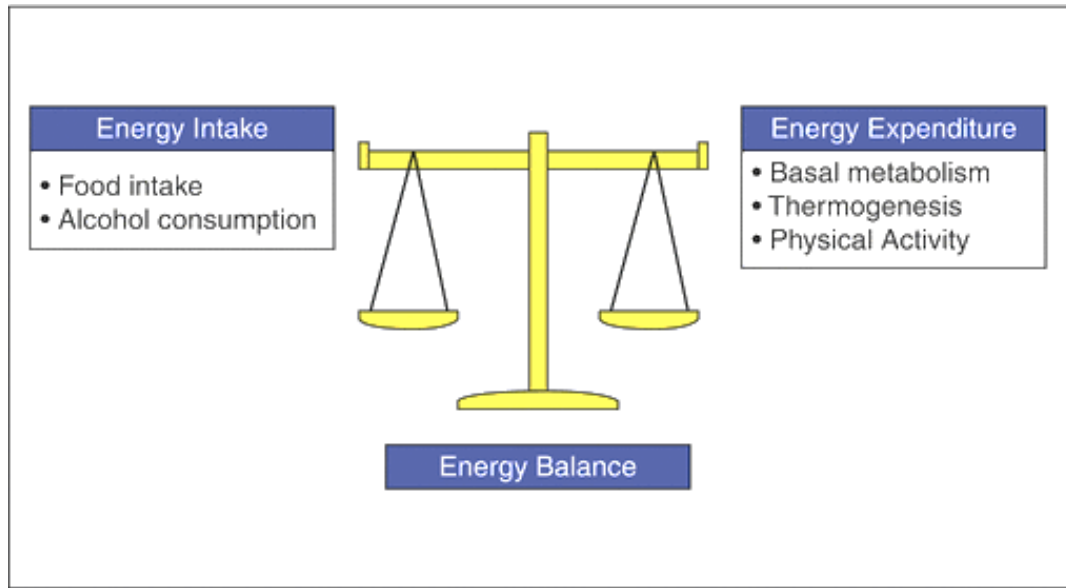 Energy Intake
• Food intake
• Alcohol consumption
Energy Expenditure
• Basal metabolism
• Thermogenesis
• Physical Activity
Energy Balance